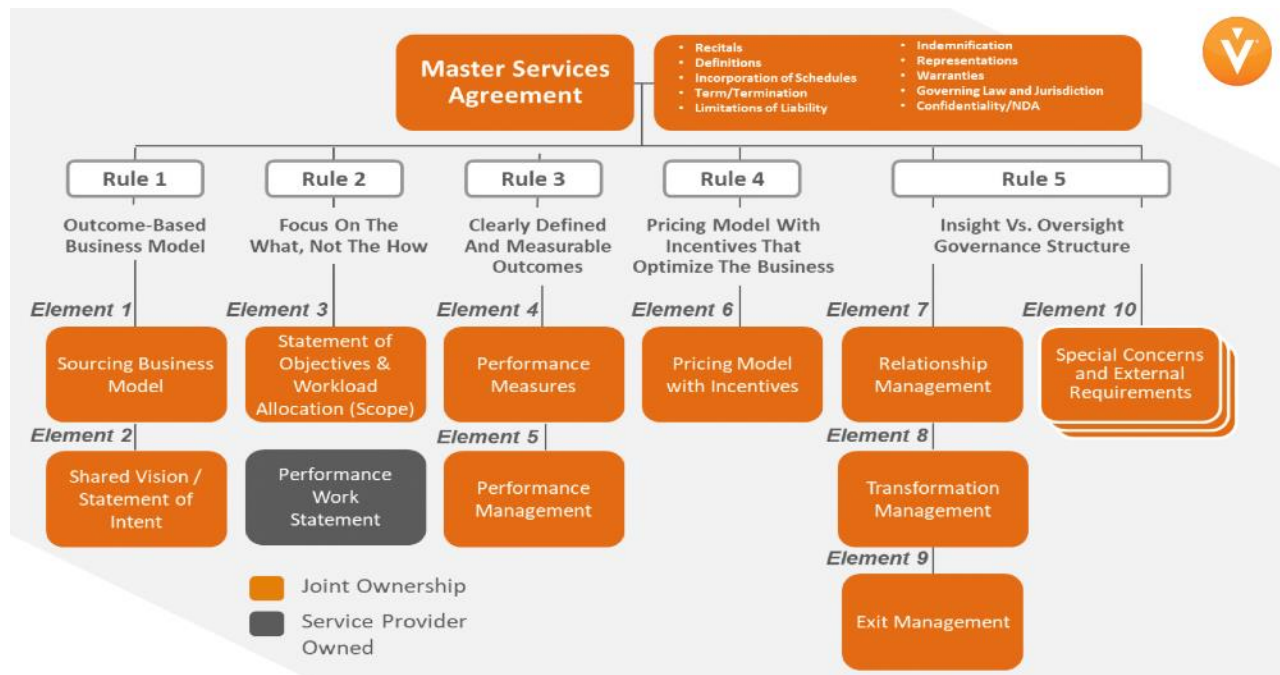 Master Services
Agreement
• Recitals
• Definitions
• Incorporation of Schedules
• Term/Termination
• Limitations of Liability
• Indemnification
• Representations
• Warranties
• Governing Law and Jurisdiction
• Confidentiality/NDA
V
Rule 1
Rule 2
Rule 3
Rule 4
Rule 5
Outcome-Based
Business Model
Focus On The
What, Not The How
Clearly Defined
And Measurable
Outcomes
Pricing Model With
Incentives That
Optimize The Business
Insight Vs. Oversight
Governance Structure
Element 1
Sourcing Business
Model
Element 2
Shared Vision /
Statement of
Intent
Element 3
Statement of
Objectives &
Workload
Allocation (Scope)
Performance
Work
Statement
Element 4
Performance
Measures
Element 5
Performance
Management
Element 6
Pricing Model
with Incentives
Element 7
Relationship
Management
Element 8
Transformation
Management
Element 9
Exit Management
Element 10
Special Concerns
and External
Requirements
Joint Ownership
Service Provider
Owned